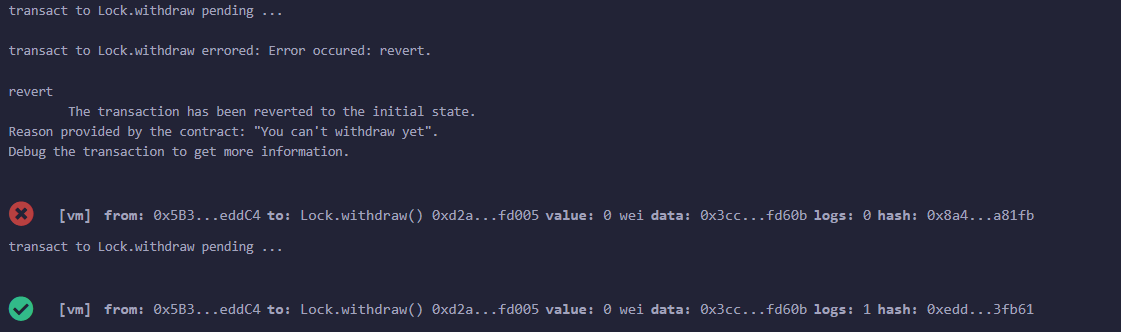 transact to Lock.withdraw pending ...
transact to Lock.withdraw errored: Error occured: revert.
revert
The transaction has been reverted to the initial state.
Reason provided by the contract: "You can't withdraw yet".
Debug the transaction to get more information.
[vm] from: 0x5B3...eddC4 to: Lock.withdraw() 0xd2a...fd005 value: 0 wei data: 0x3cc...fd60b logs: 0 hash: 0x8a4...a81fb
transact to Lock.withdraw pending ...
[vm] from: 0x5B3...eddC4 to: Lock.withdraw() 0xd2a...fd005 value: 0 wei data: 0x3cc...fd60b logs: 1 hash: 0xedd...3fb61